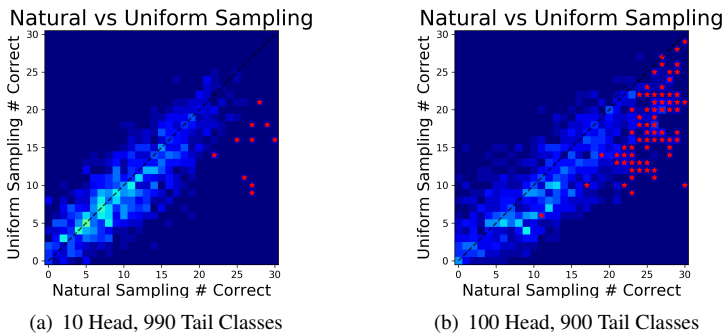 Natural vs Uniform Sampling
Uniform Sampling # Correct
30
25
20
15
10
5
0
0 5 10 15 20 25 30
Natural Sampling # Correct
(a) 10 Head, 990 Tail Classes
Natural vs Uniform Sampling
Uniform Sampling # Correct
30
25
20
15
10
5
0
0 5 10 15 20 25 30
Natural Sampling # Correct
(b) 100 Head, 900 Tail Classes